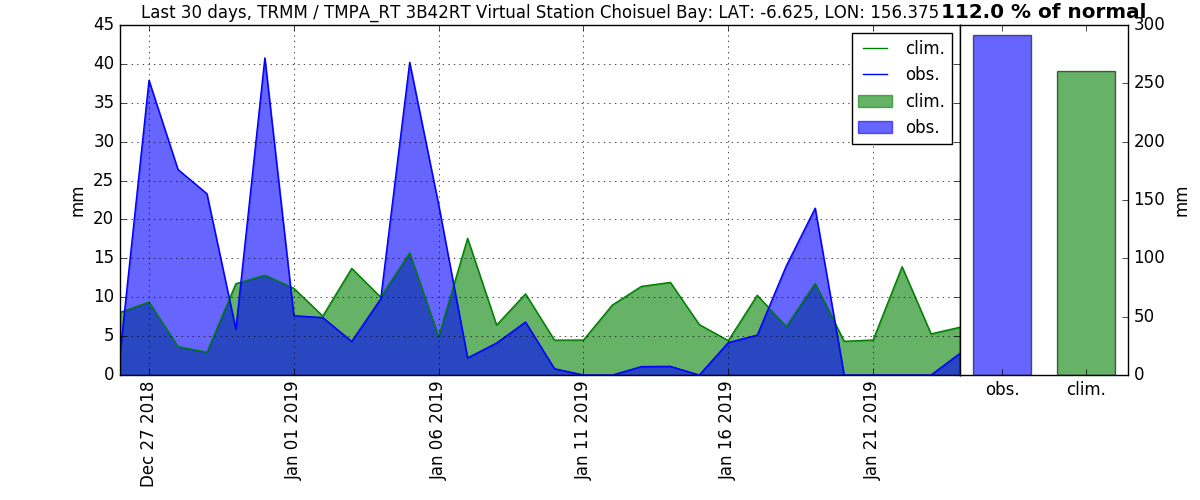 Last 30 days, TRMM / TMPA_RT 3B42RT Virtual Station Choisuel Bay: LAT: -6.625, LON: 156.375
112.0 % of normal
45
40
35
30
25
20
15
10
5
0
mm
clim.
obs.
clim.
obs.
Dec 27 2018
Jan 01 2019
Jan 06 2019
Jan 11 2019
Jan 16 2019
Jan 21 2019
300
250
200
150
100
50
0
mm
obs.
clim.